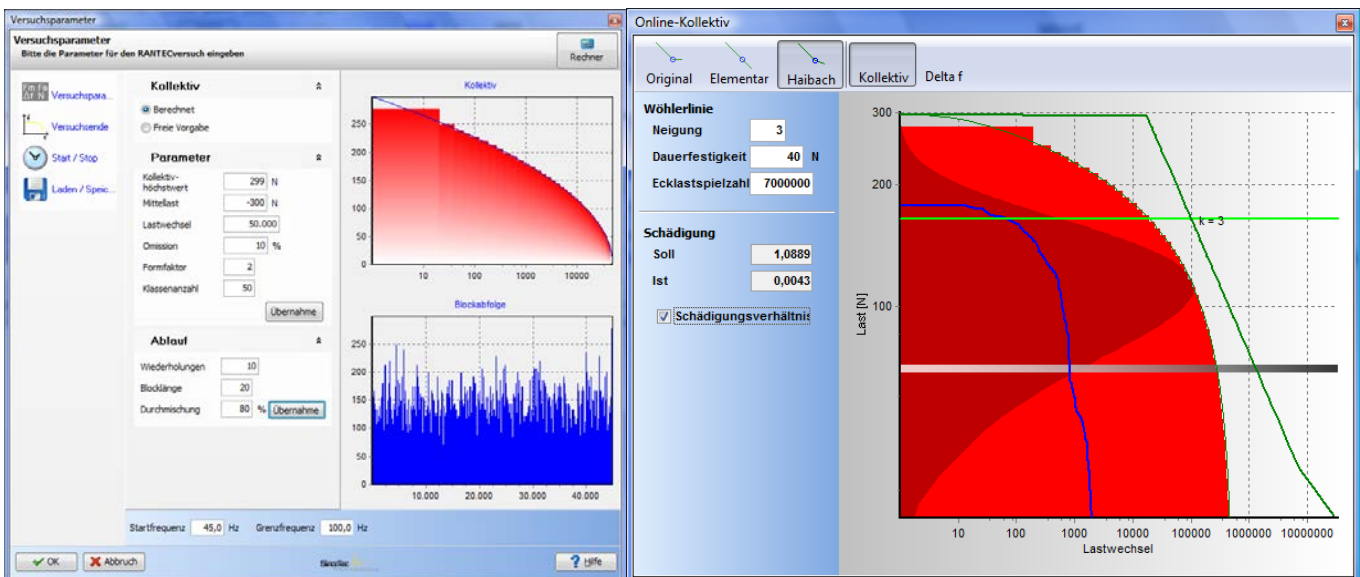 Versuchsparameter
Versuchsparameter
Bitte die Parameter für den RANTECversuch eingeben
Rechner
Versuchspara...
Versuchsende
Start / Stop
Laden / Speic...
Kollektiv
Berechnet
Freie Vorgabe
Parameter
Kollektiv-
höchstwert 299 N
Mittellast -300 N
Lastwechsel 50.000
Omission 10 %
Formfaktor 2
Klassenanzahl 50
Übernahme
Ablauf
Wiederholungen 10
Blocklänge 20
Durchmischung 80 % Übernahme
Kollektiv
250
200
150
100
50
0
10 100 1000 10000
Blockabfolge
250
200
150
100
50
0
10.000 20.000 30.000 40.000
Startfrequenz 45,0 Hz Grenzfrequenz 100,0 Hz
OK Abbruch Hilfe
Online-Kollektiv
Original Elementar Haibach Kollektiv Delta f
Wöhlerlinie
Neigung 3
Dauerfestigkeit 40 N
Ecklastspielzahl 7000000
Schädigung
Soll 1,0889
Ist 0,0043
Schädigungsverhältnis
300
200
k = 3
100
Last [N]
10 100 1000 10000 100000 1000000 10000000
Lastwechsel